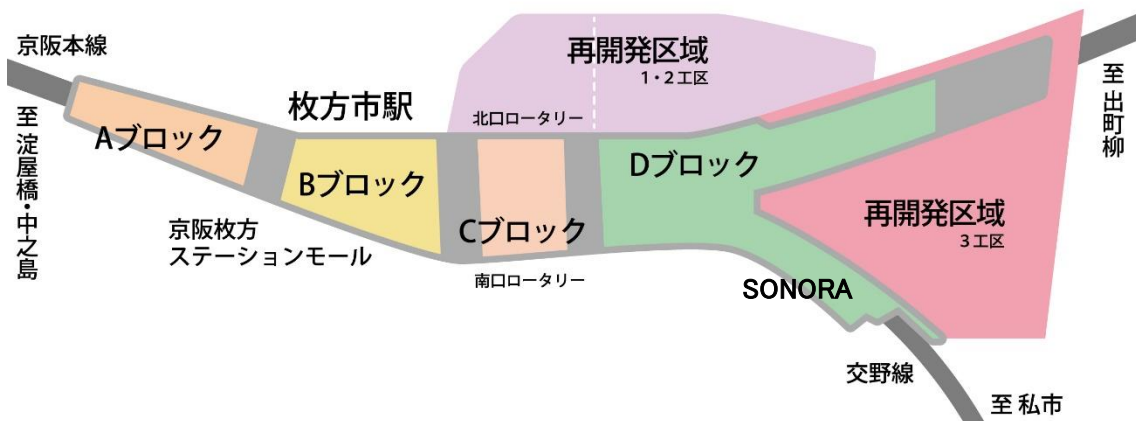 京阪本線
至 淀屋橋・中之島
Aブロック
枚方市駅
Bブロック
京阪枚方
ステーションモール
再開発区域
1・2工区
北口ロータリー
Cブロック
南口ロータリー
Dブロック
SONORA
再開発区域
3工区
至 出町柳
交野線
至 私市